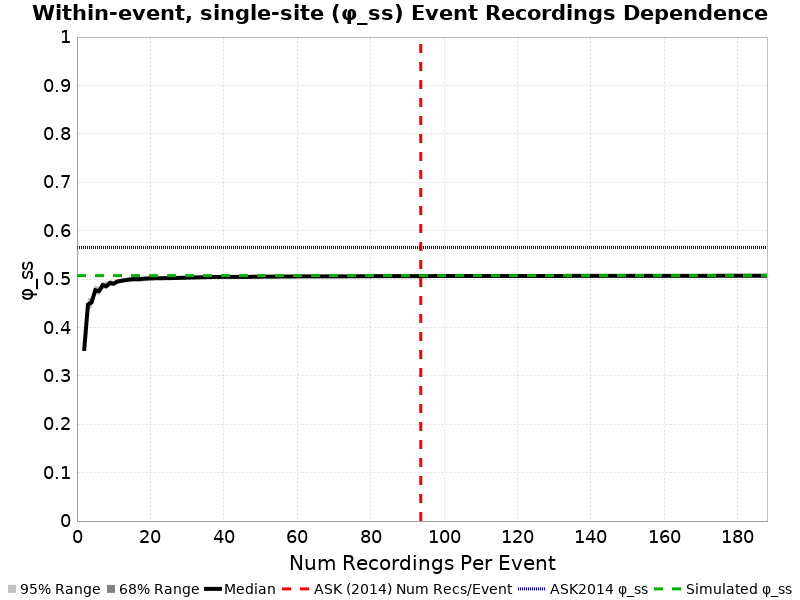 Within-event, single-site (φ_ss) Event Recordings Dependence
1
0.9
0.8
0.7
0.6
0.5
0.4
0.3
0.2
0.1
0
φ_ss
0 20 40 60 80 100 120 140 160 180
Num Recordings Per Event
95% Range 68% Range Median ASK (2014) Num Recs/Event ASK2014 φ_ss Simulated φ_ss